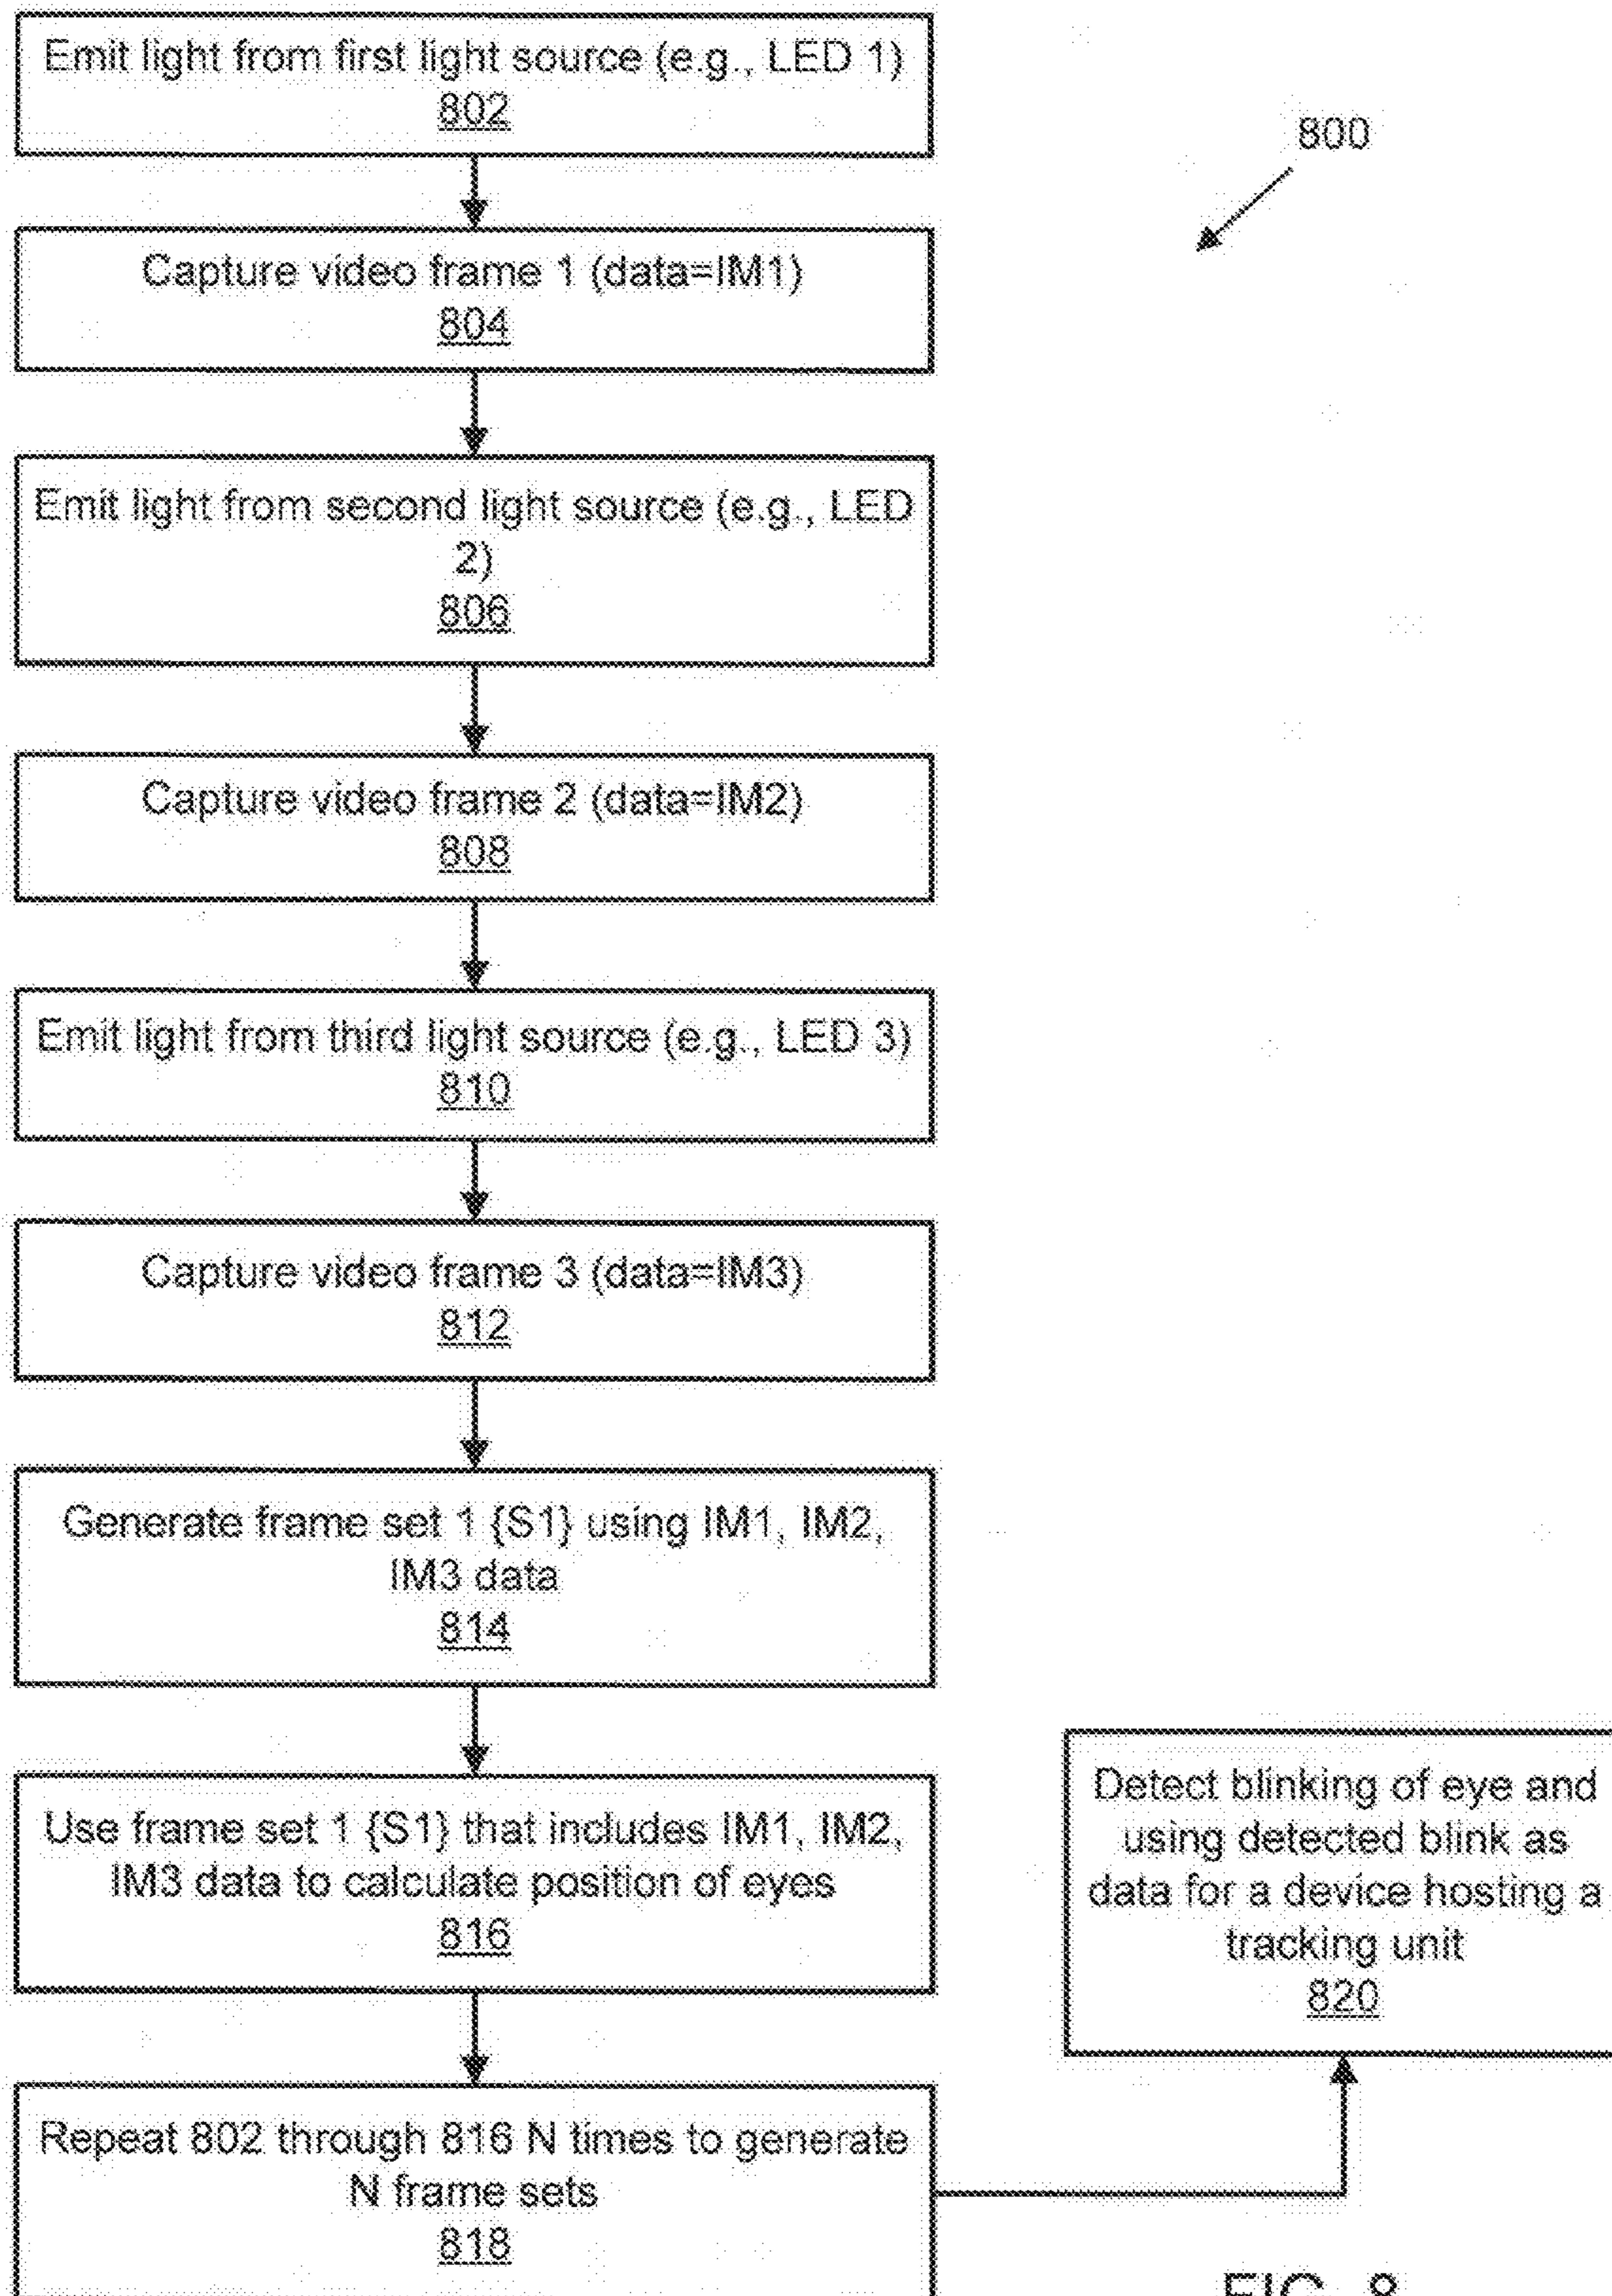 Emit light from first light source (e.g., LED 1)
802
800
Capture video frame 1 (data=IM1)
804
Emit light from second light source (e.g., LED
2)
806
Capture video frame 2 (data=IM2)
808
Emit light from third light source (e.g., LED 3)
810
Capture video frame 3 (data=IM3)
812
Generate frame set 1 {S1} using IM1, IM2,
IM3 data
814
Use frame set 1 {S1} that includes IM1, IM2,
IM3 data to calculate position of eyes
816
Repeat 802 through 816 N times to generate
N frame sets
818
Detect blinking of eye and
using detected blink as
data for a device hosting a
tracking unit
820
FIG. 8